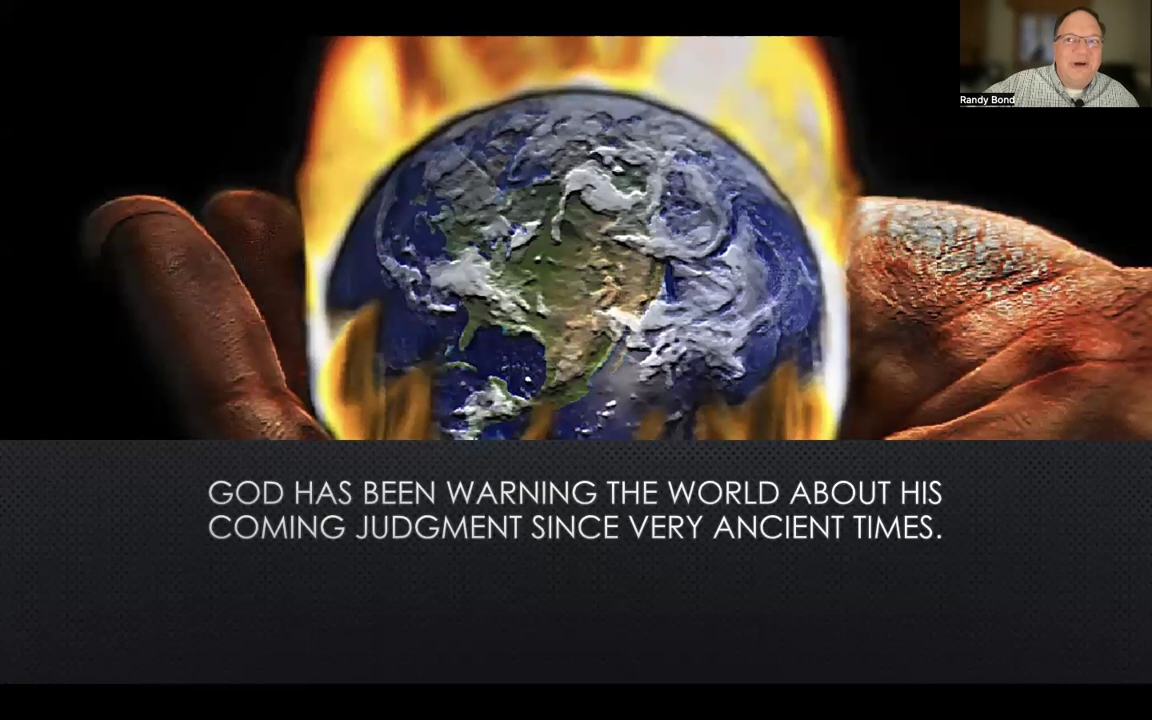 Randy Bond
GOD HAS BEEN WARNING THE WORLD ABOUT HIS
COMING JUDGMENT SINCE VERY ANCIENT TIMES.